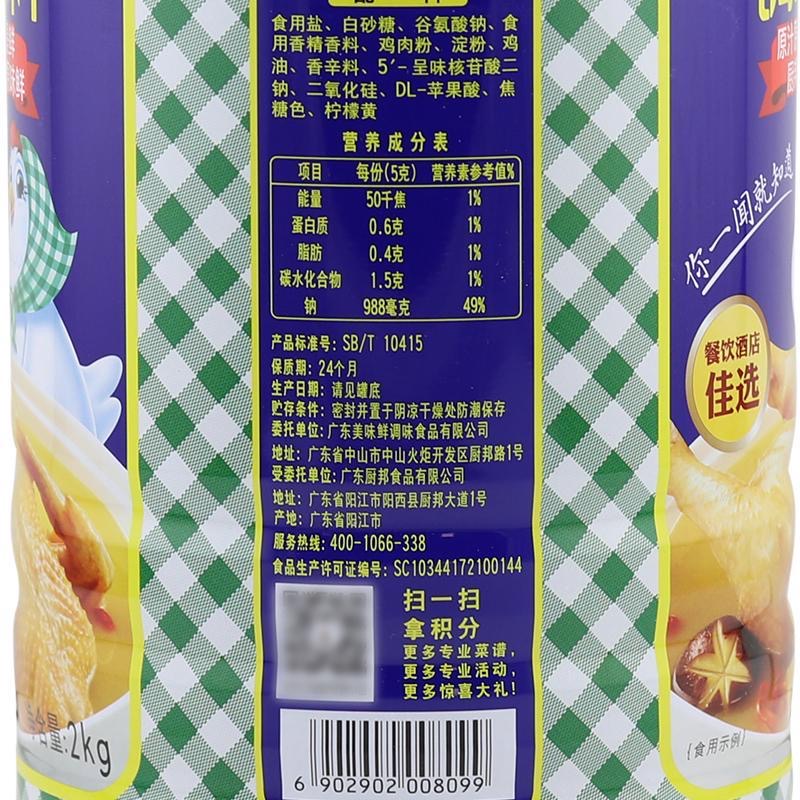 食用盐、白砂糖、谷氨酸钠、食
用香精香料、鸡肉粉、淀粉、鸡
油、香辛料、5'-呈味核苷酸二
钠、二氧化硅、DL-苹果酸、焦
糖色、柠檬黄
营养成分表
项目 每份(5克) 营养素参考值%
能量 50千焦 1%
蛋白质 0.6克 1%
脂肪 0.4克 1%
碳水化合物 1.5克 1%
钠 988毫克 49%
产品标准号: SB/T 10415
保质期: 24个月
生产日期: 请见罐底
贮存条件: 密封并置于阴凉干燥处防潮保存
委托单位: 广东美味鲜调味食品有限公司
地址: 广东省中山市中山火炬开发区厨邦路1号
受委托单位: 广东厨邦食品有限公司
地址: 广东省阳江市阳西县厨邦大道1号
产地: 广东省阳江市
服务热线: 400-1066-338
食品生产许可证编号: SC10344172100144
扫一扫
拿积分
更多专业菜谱,
更多专业活动,
更多惊喜大礼!
6 902902 008099
含量:2kg
鲜
原汁
你一闻就知道
餐饮酒店
佳选
(食用示例)